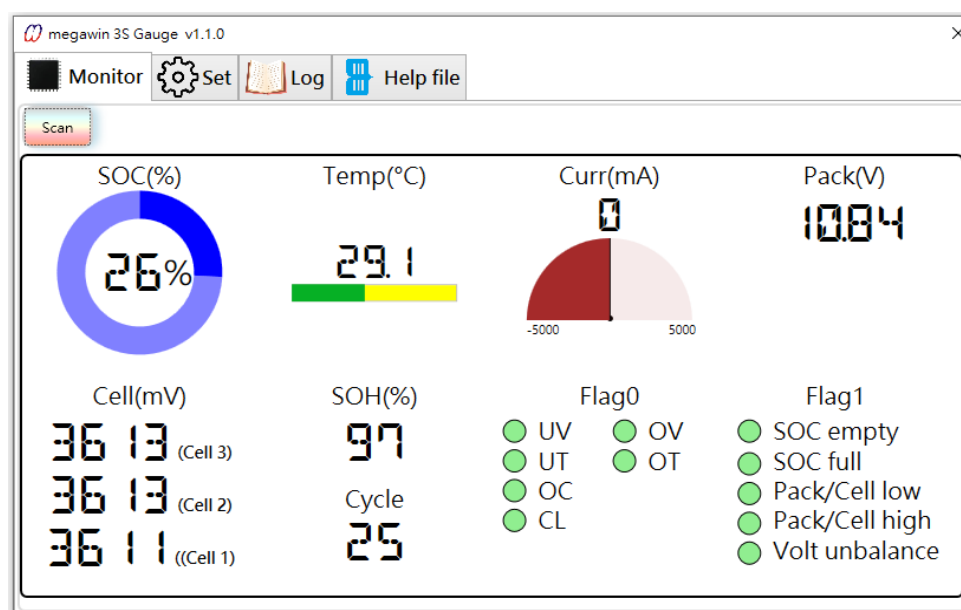 megawin 3S Gauge v1.1.0
Monitor Set Log Help file
Scan
SOC(%) Temp(°C) Curr(mA) Pack(V)
26% 29.1 0 10.84
-5000 5000
Cell(mV) SOH(%) Flag0 Flag1
3613 (Cell 3) 97 UV OV SOC empty
UT OT SOC full
3613 (Cell 2) Cycle OC Pack/Cell low
CL Pack/Cell high
3611 ((Cell 1) 25 Volt unbalance